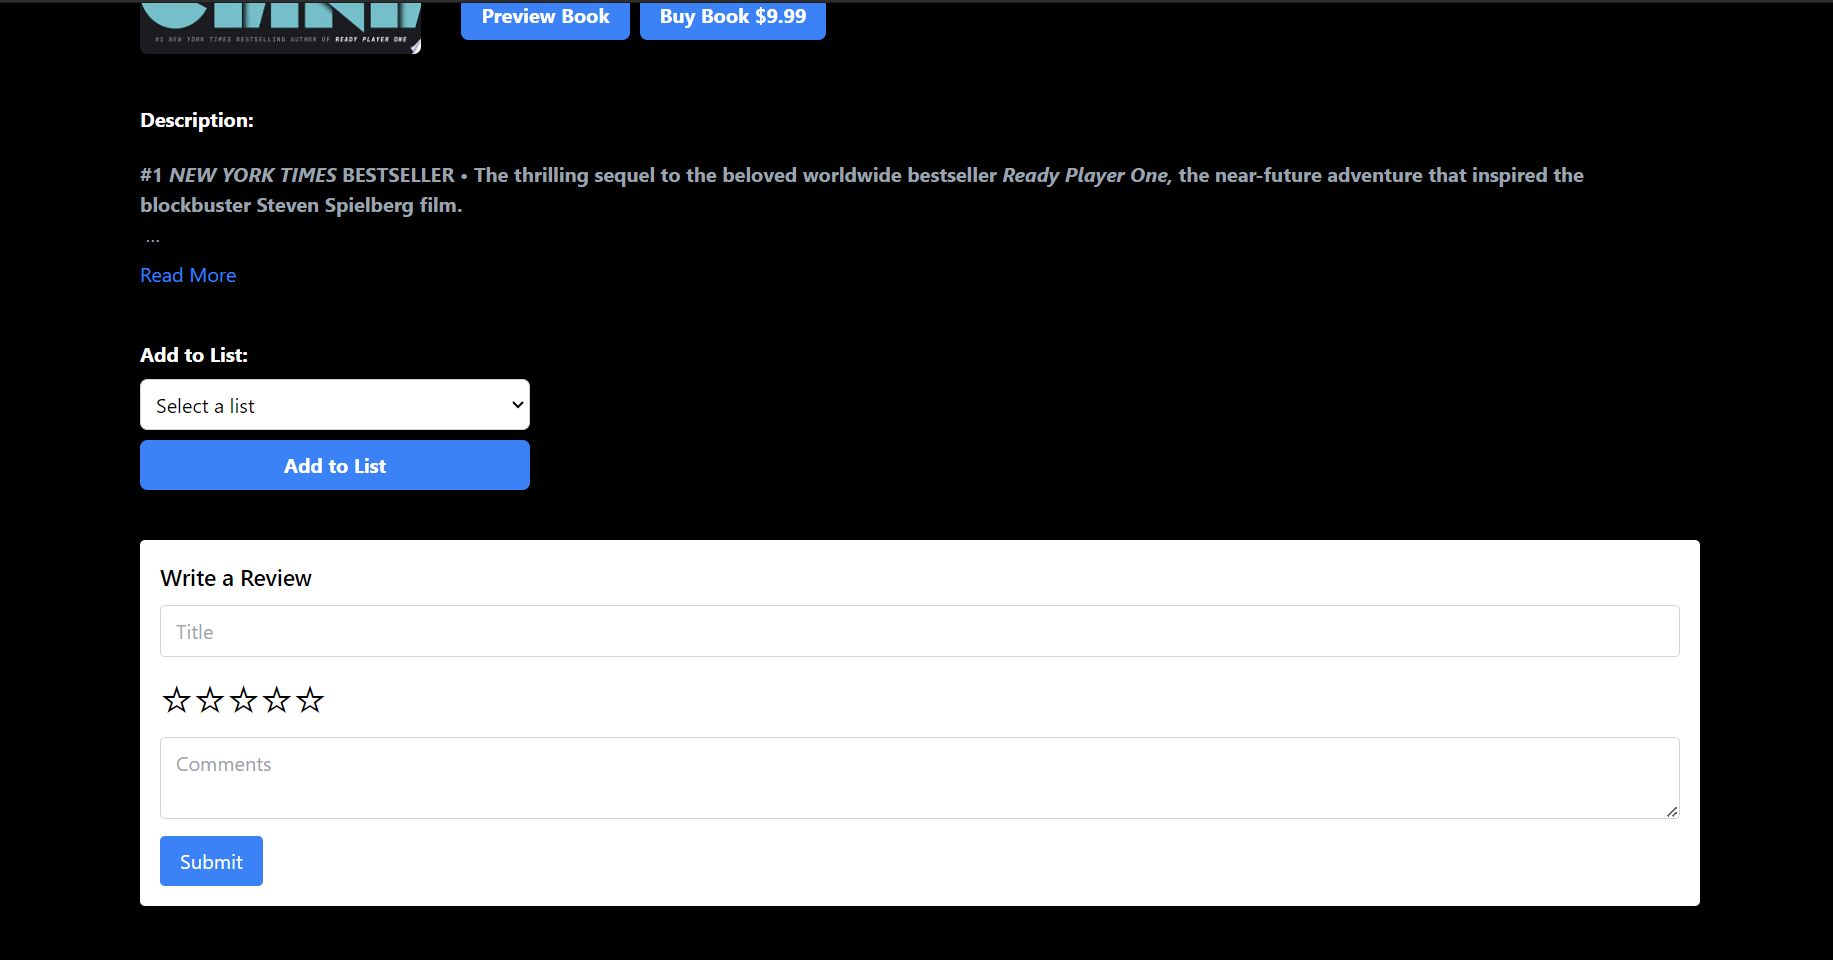 #1 NEW YORK TIMES BESTSELLING AUTHOR OF READY PLAYER ONE
Preview Book
Buy Book $9.99
Description:
#1 NEW YORK TIMES BESTSELLER • The thrilling sequel to the beloved worldwide bestseller Ready Player One, the near-future adventure that inspired the
blockbuster Steven Spielberg film.
...
Read More
Add to List:
Select a list
Add to List
Write a Review
Title
☆☆☆☆☆
Comments
Submit